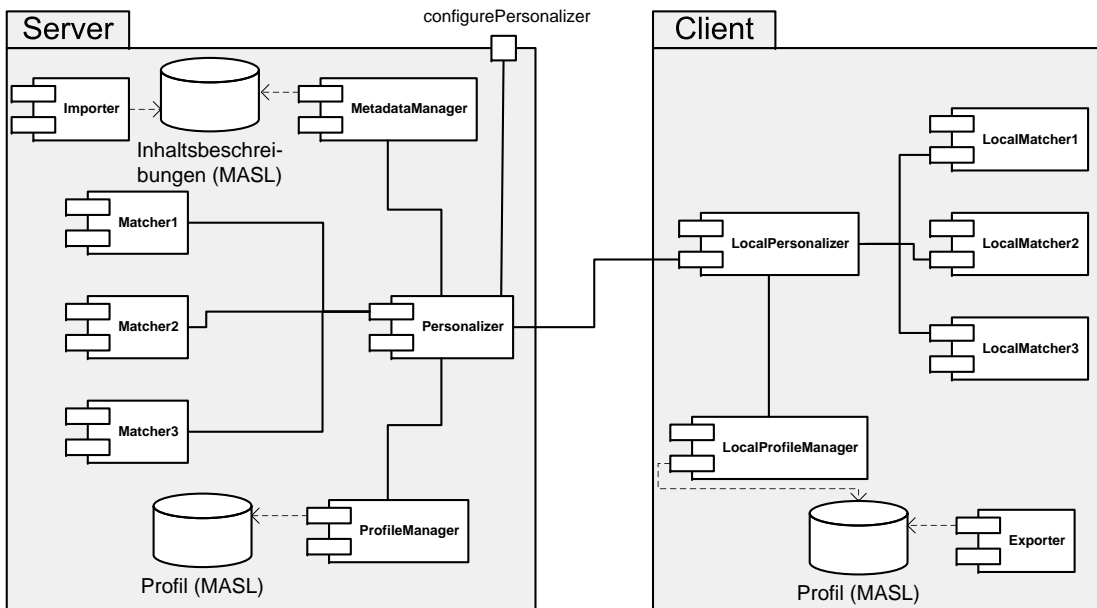 configurePersonalizer
Server
Importer
MetadataManager
Inhaltsbeschrei-
bungen (MASL)
Matcher1
Matcher2
Personalizer
Matcher3
ProfileManager
Profil (MASL)
Client
LocalMatcher1
LocalPersonalizer
LocalMatcher2
LocalMatcher3
LocalProfileManager
Exporter
Profil (MASL)